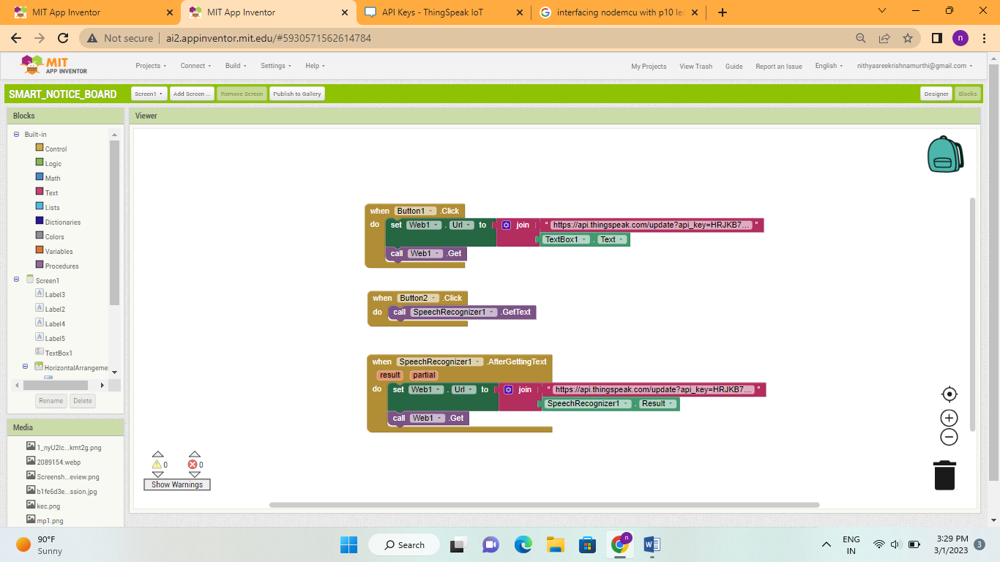 MIT App Inventor
MIT App Inventor
API Keys - ThingSpeak IoT
interfacing nodemcu with p10 le
Not secure
ai2.appinventor.mit.edu/#5930571562614784
n
MIT
APP INVENTOR
Projects
Connect
Build
Settings
Help
My Projects
View Trash
Guide
Report an Issue
English
nithyasreekrishnamurthi@gmail.com
SMART_NOTICE_BOARD
Screen1
Add Screen ...
Remove Screen
Publish to Gallery
Designer
Blocks
Blocks
Viewer
Built-in
Control
Logic
Math
Text
Lists
Dictionaries
Colors
Variables
Procedures
Screen1
Label3
Label2
Label4
Label5
TextBox1
HorizontalArrangeme
Rename
Delete
Media
1_nyU2lc...kmt2g.png
2089154.webp
Screensh...eview.png
b1fe6d3e...ssion.jpg
kec.png
mp1.png
when Button1 .Click
do set Web1 . Url to join " https://api.thingspeak.com/update?api_key=HRJKB7... "
TextBox1 . Text
call Web1 .Get
when Button2 .Click
do call SpeechRecognizer1 .GetText
when SpeechRecognizer1 .AfterGettingText
result partial
do set Web1 . Url to join " https://api.thingspeak.com/update?api_key=HRJKB7... "
SpeechRecognizer1 . Result
call Web1 .Get
0
0
Show Warnings
90°F
Sunny
Search
n
ENG
IN
3:29 PM
3/1/2023
3